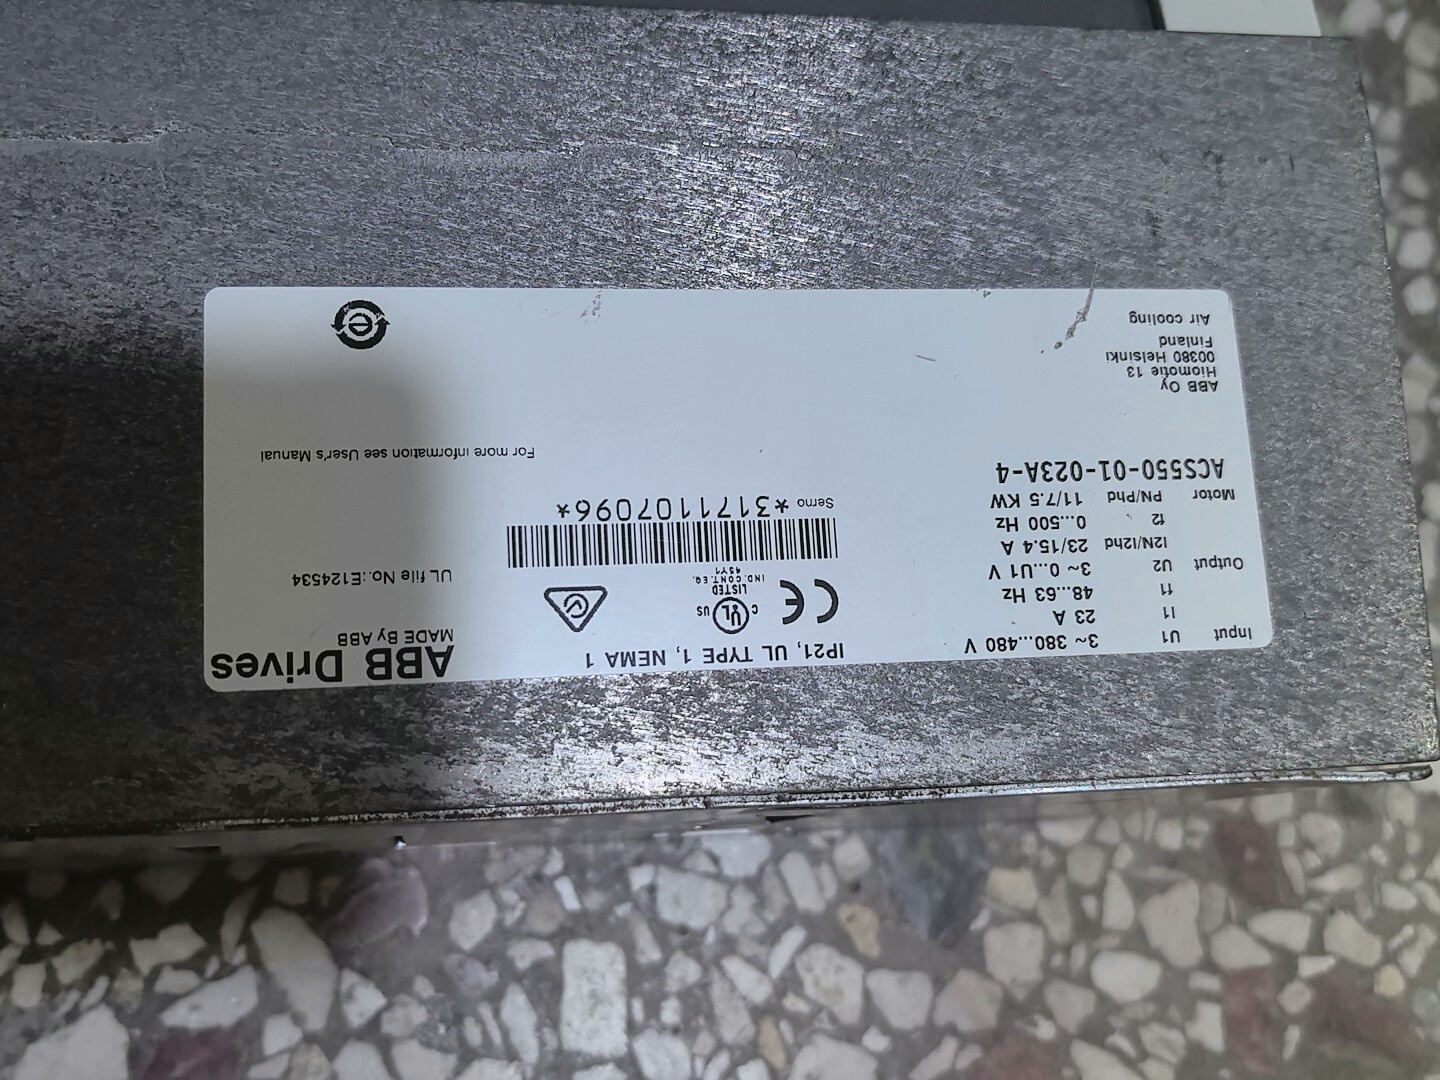 ABB Oy
Hiomotie 13
00380 Helsinki
Finland
Air cooling
ACS550-01-023A-4
Input U1 3~ 380...480 V
I1 23 A
f1 48...63 Hz
Output U2 3~ 0...U1 V
I2N/I2hd 23/15.4 A
f2 0...500 Hz
Motor PN/Phd 11/7.5 KW
IP21, UL TYPE 1, NEMA 1
CE
C UL US
LISTED
IND.CONT.EQ.
45Y1
Serno *3171107096*
ABB Drives
MADE By ABB
UL file No.:E124534
For more information see User's Manual
e